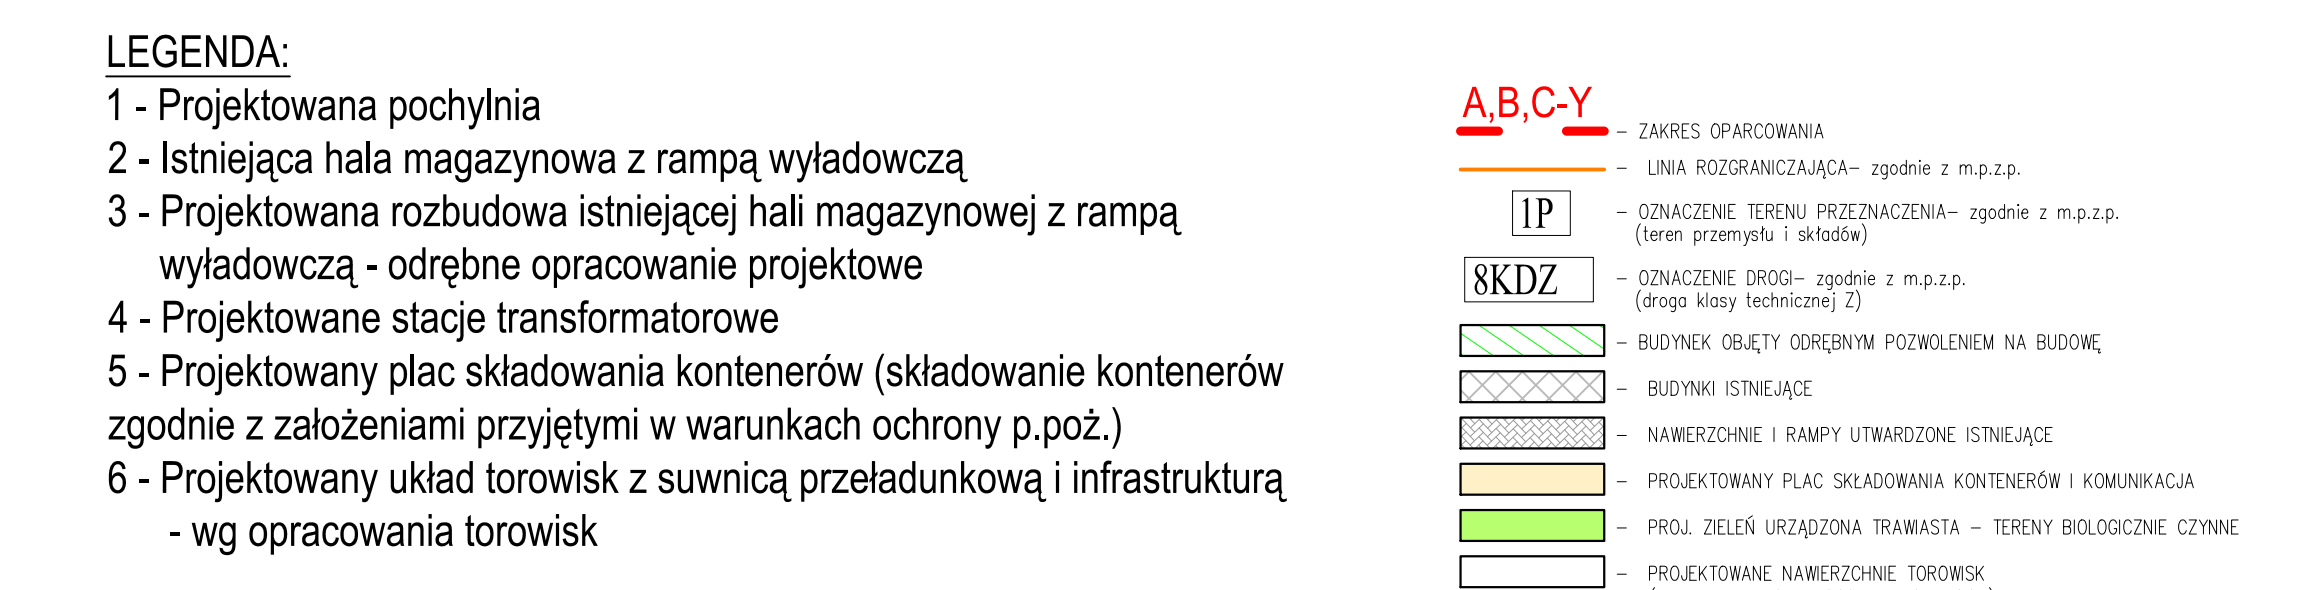 LEGENDA:
1 - Projektowana pochylnia
2 - Istniejąca hala magazynowa z rampą wyładowczą
3 - Projektowana rozbudowa istniejącej hali magazynowej z rampą
wyładowczą - odrębne opracowanie projektowe
4 - Projektowane stacje transformatorowe
5 - Projektowany plac składowania kontenerów (składowanie kontenerów
zgodnie z założeniami przyjętymi w warunkach ochrony p.poż.)
6 - Projektowany układ torowisk z suwnicą przeładunkową i infrastrukturą
- wg opracowania torowisk
A,B,C-Y
– ZAKRES OPARCOWANIA
– LINIA ROZGRANICZAJĄCA– zgodnie z m.p.z.p.
1P – OZNACZENIE TERENU PRZEZNACZENIA– zgodnie z m.p.z.p.
(teren przemysłu i składów)
8KDZ – OZNACZENIE DROGI– zgodnie z m.p.z.p.
(droga klasy technicznej Z)
– BUDYNEK OBJĘTY ODRĘBNYM POZWOLENIEM NA BUDOWĘ
– BUDYNKI ISTNIEJĄCE
– NAWIERZCHNIE I RAMPY UTWARDZONE ISTNIEJĄCE
– PROJEKTOWANY PLAC SKŁADOWANIA KONTENERÓW I KOMUNIKACJA
– PROJ. ZIELEŃ URZĄDZONA TRAWIASTA – TERENY BIOLOGICZNIE CZYNNE
– PROJEKTOWANE NAWIERZCHNIE TOROWISK